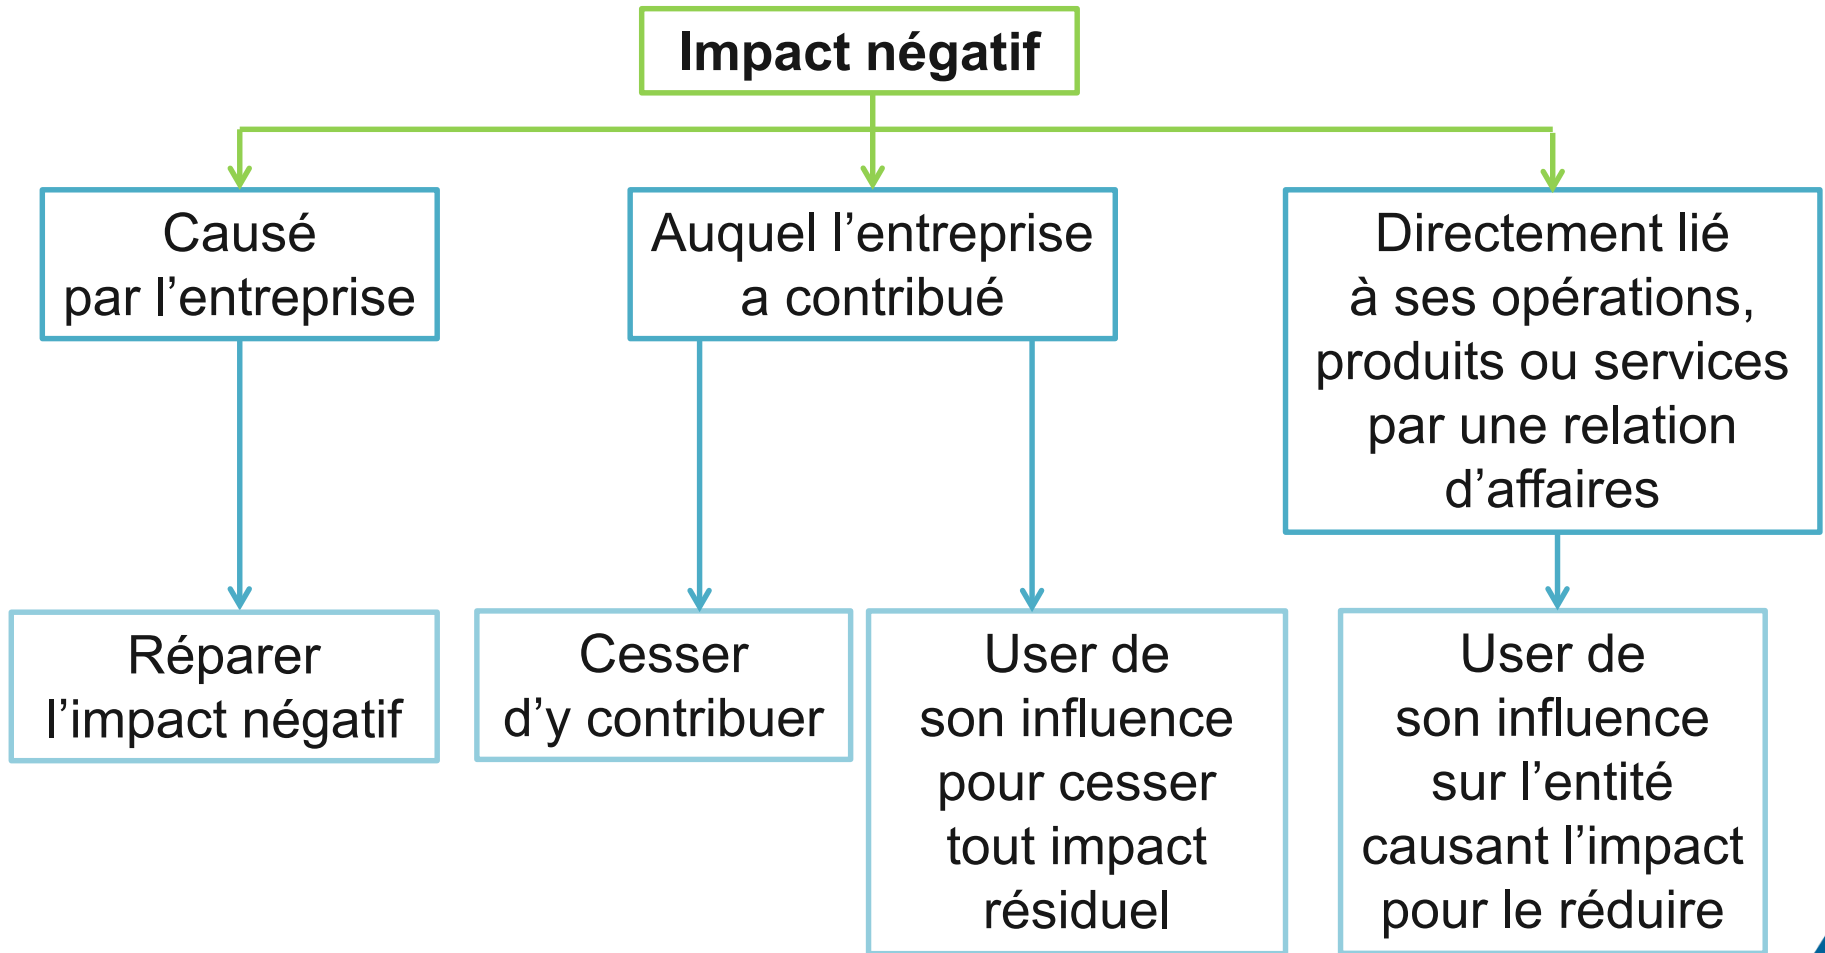 Impact négatif
Causé
par l’entreprise
Auquel l’entreprise
a contribué
Directement lié
à ses opérations,
produits ou services
par une relation
d’affaires
Réparer
l’impact négatif
Cesser
d’y contribuer
User de
son influence
pour cesser
tout impact
résiduel
User de
son influence
sur l’entité
causant l’impact
pour le réduire